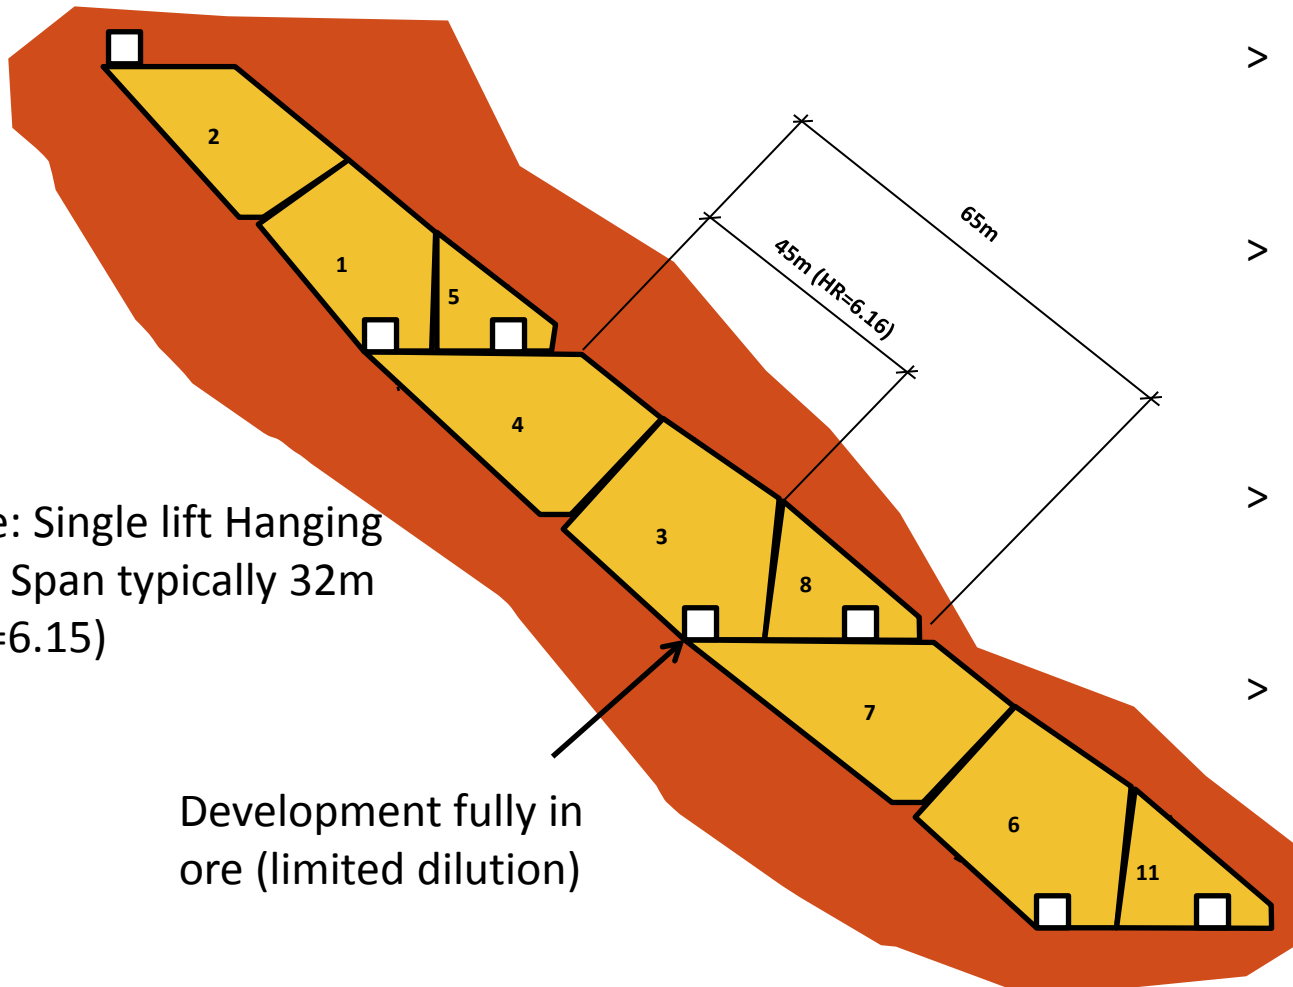 >
2
65m
>
45m (HR=6.16)
1
5
4
>
e: Single lift Hanging
3
Span typically 32m
8
=6.15)
>
7
Development fully in
6
ore (limited dilution)
11